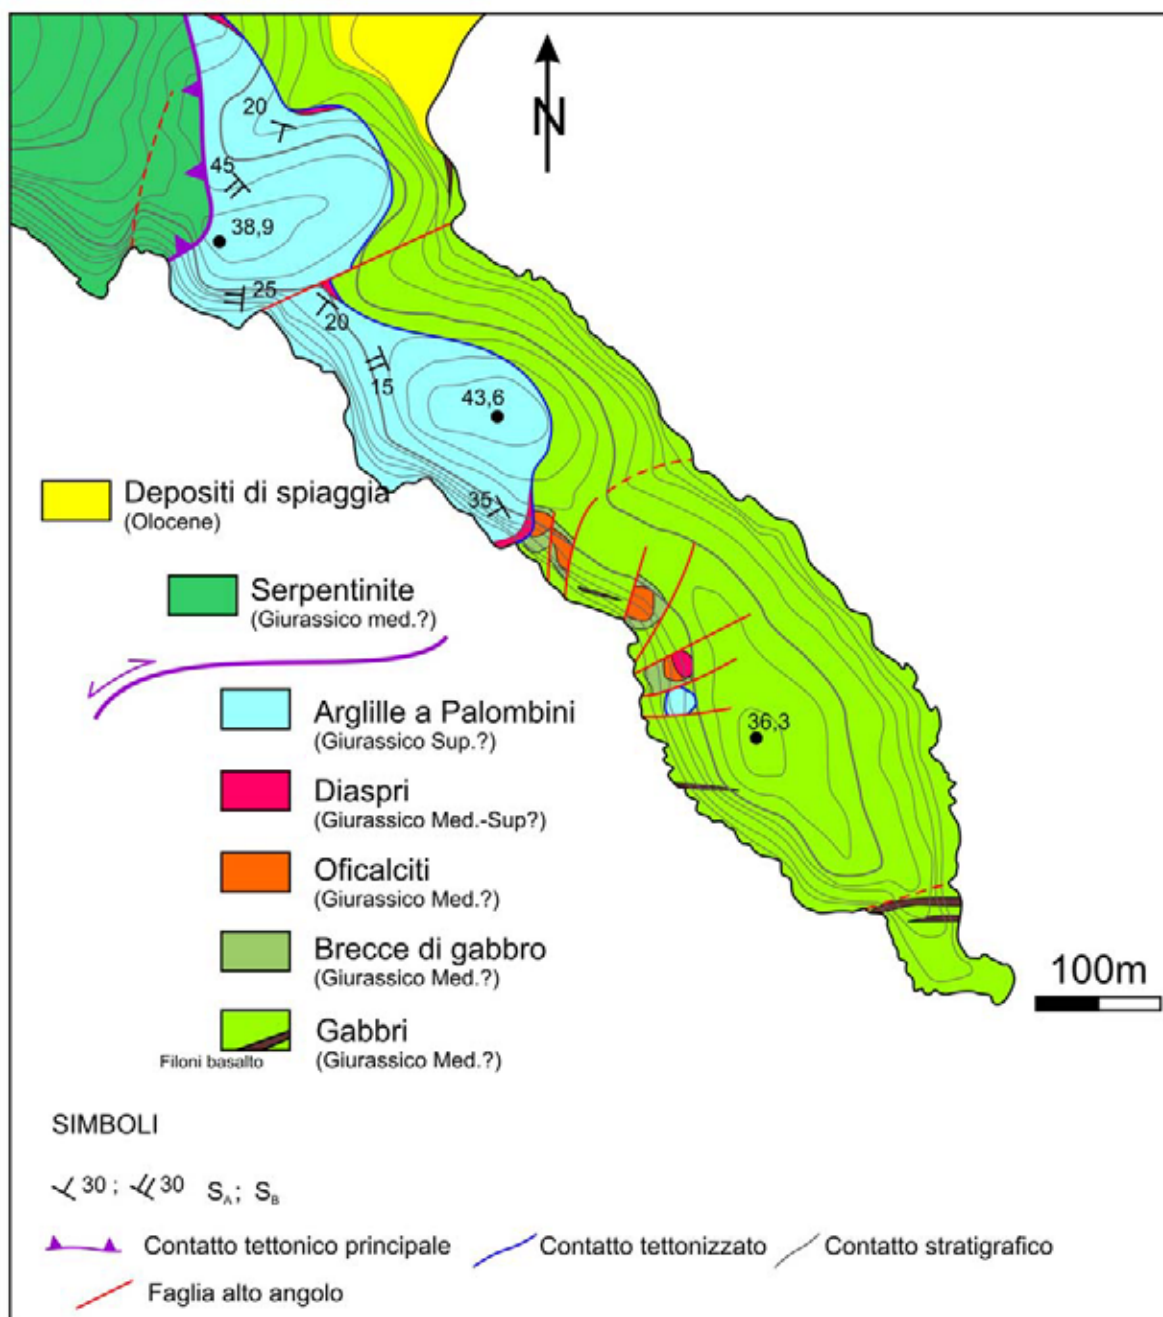 N
20
45
38,9
25
20
15
43,6
35
36,3
100m
Depositi di spiaggia
(Olocene)
Serpentinite
(Giurassico med.?)
Arglille a Palombini
(Giurassico Sup.?)
Diaspri
(Giurassico Med.-Sup?)
Oficalciti
(Giurassico Med.?)
Brecce di gabbro
(Giurassico Med.?)
Gabbri
(Giurassico Med.?)
Filoni basalto
SIMBOLI
30 ; 30 SA; SB
Contatto tettonico principale
Contatto tettonizzato
Contatto stratigrafico
Faglia alto angolo